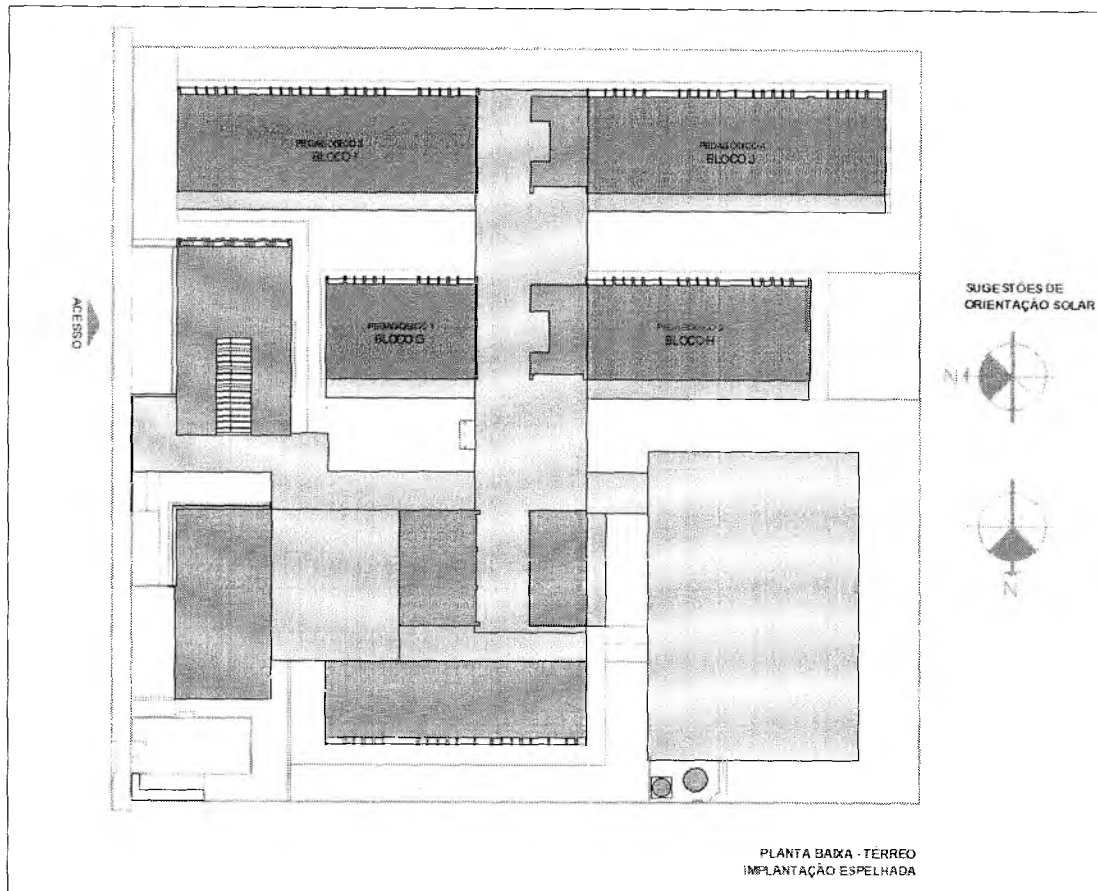 PEDAGÓGICO 3
BLOCO I
PEDAGÓGICO 4
BLOCO J
ACESSO
PEDAGÓGICO 1
BLOCO G
PEDAGÓGICO 2
BLOCO H
SUGESTÕES DE
ORIENTAÇÃO SOLAR
N
N
PLANTA BAIXA - TÉRREO
IMPLANTAÇÃO ESPELHADA